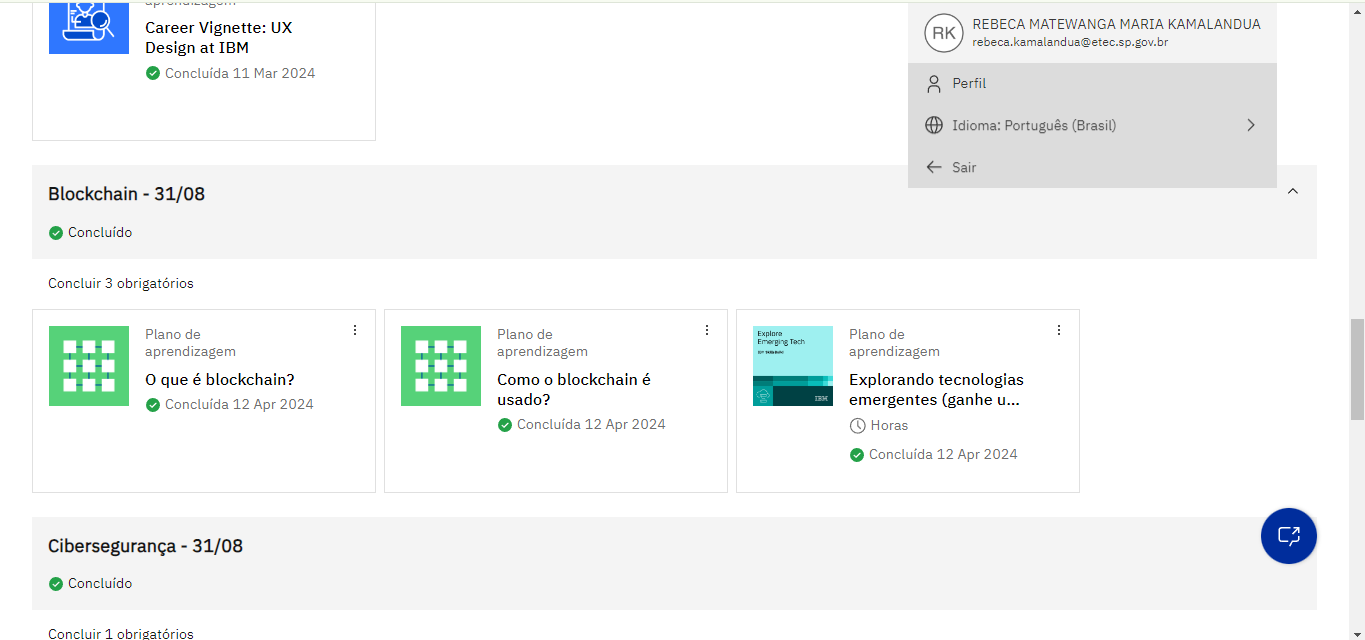 aprendizagem
Career Vignette: UX
Design at IBM
Concluída 11 Mar 2024
RK
REBECA MATEWANGA MARIA KAMALANDUA
rebeca.kamalandua@etec.sp.gov.br
Perfil
Idioma: Português (Brasil)
Sair
Blockchain - 31/08
Concluído
Concluir 3 obrigatórios
Plano de
aprendizagem
O que é blockchain?
Concluída 12 Apr 2024
Plano de
aprendizagem
Como o blockchain é
usado?
Concluída 12 Apr 2024
Explore
Emerging Tech
IBM
Plano de
aprendizagem
Explorando tecnologias
emergentes (ganhe u...
Horas
Concluída 12 Apr 2024
Cibersegurança - 31/08
Concluído
Concluir 1 obrigatórios